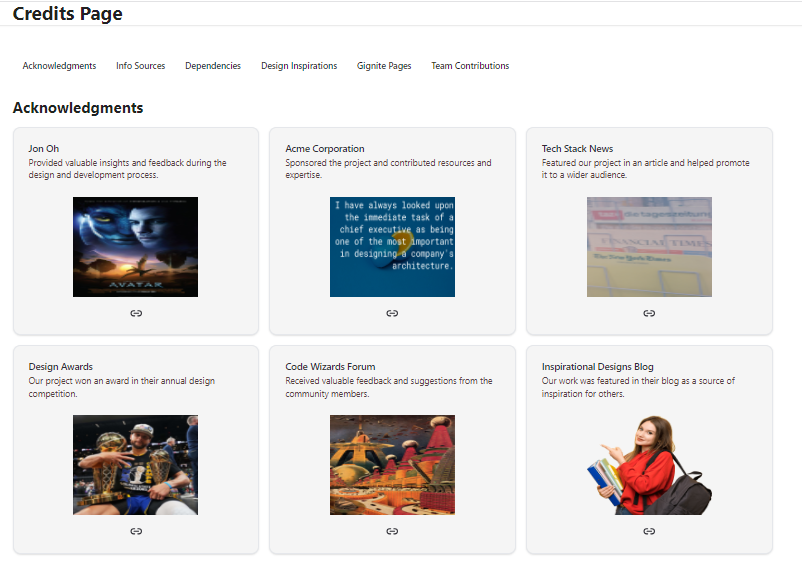 Credits Page
Acknowledgments Info Sources Dependencies Design Inspirations Gignite Pages Team Contributions
Acknowledgments
Jon Oh
Provided valuable insights and feedback during the
design and development process.
AVATAR
Acme Corporation
Sponsored the project and contributed resources and
expertise.
I have always looked upon
the immediate task of a
chief executive as being
one of the most important
in designing a company's
architecture.
Tech Stack News
Featured our project in an article and helped promote
it to a wider audience.
die tageszeitung
FINANCIAL TIMES
The New York Times
Design Awards
Our project won an award in their annual design
competition.
Code Wizards Forum
Received valuable feedback and suggestions from the
community members.
Inspirational Designs Blog
Our work was featured in their blog as a source of
inspiration for others.